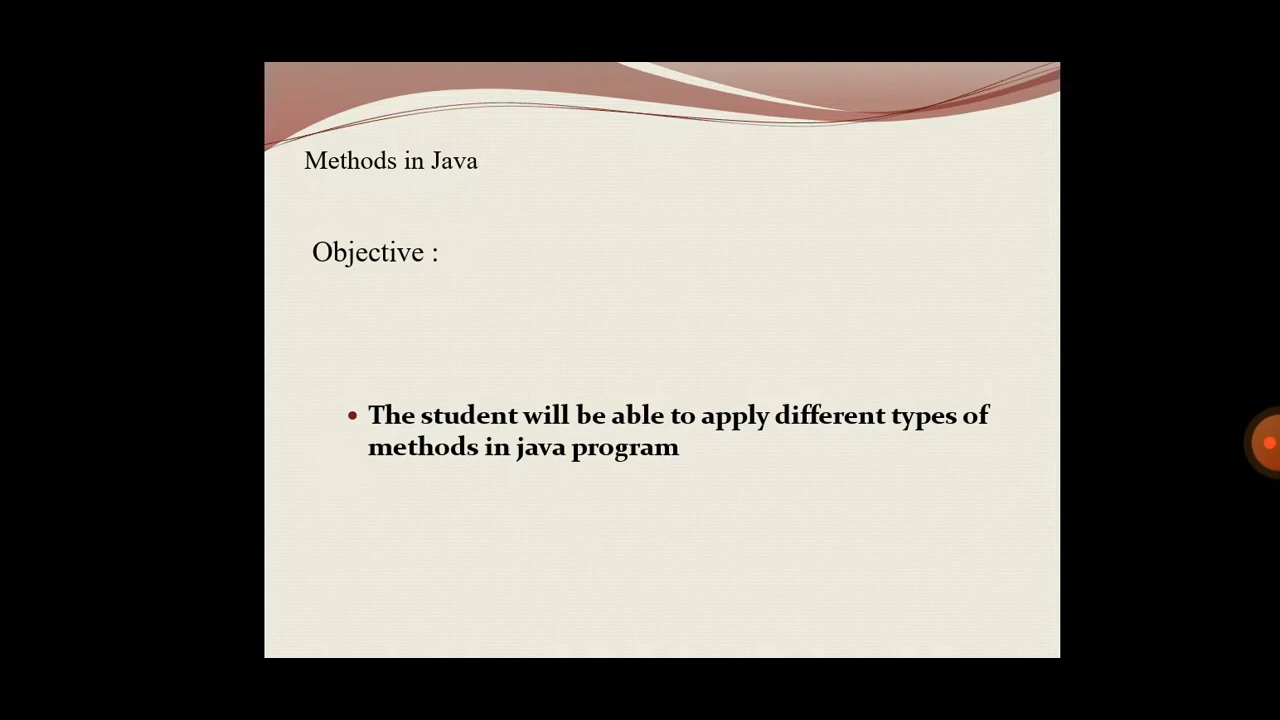 Methods in Java
Objective :
• The student will be able to apply different types of
methods in java program